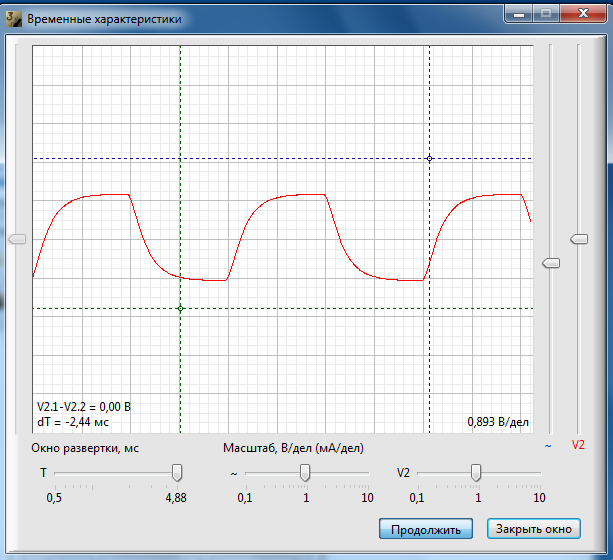 Временные характеристики
V2.1-V2.2 = 0,00 В
dT = -2,44 мс
0,893 В/дел
~
V2
Окно развертки, мс
Масштаб, В/дел (мА/дел)
T
~
V2
0,5
4,88
0,1
1
10
0,1
1
10
Продолжить
Закрыть окно